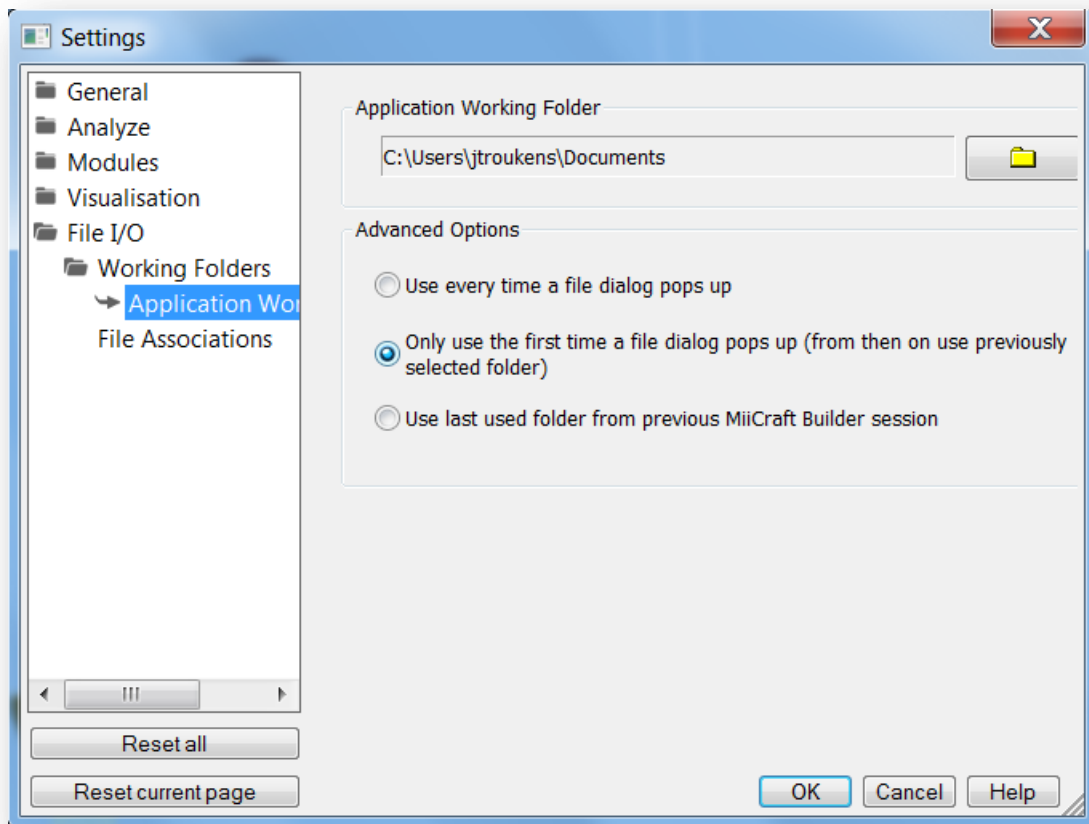 Settings
General
Analyze
Modules
Visualisation
File I/O
Working Folders
Application Wor
File Associations
Reset all
Reset current page
Application Working Folder
C:\Users\jtroukens\Documents
Advanced Options
Use every time a file dialog pops up
Only use the first time a file dialog pops up (from then on use previously
selected folder)
Use last used folder from previous MiiCraft Builder session
OK
Cancel
Help